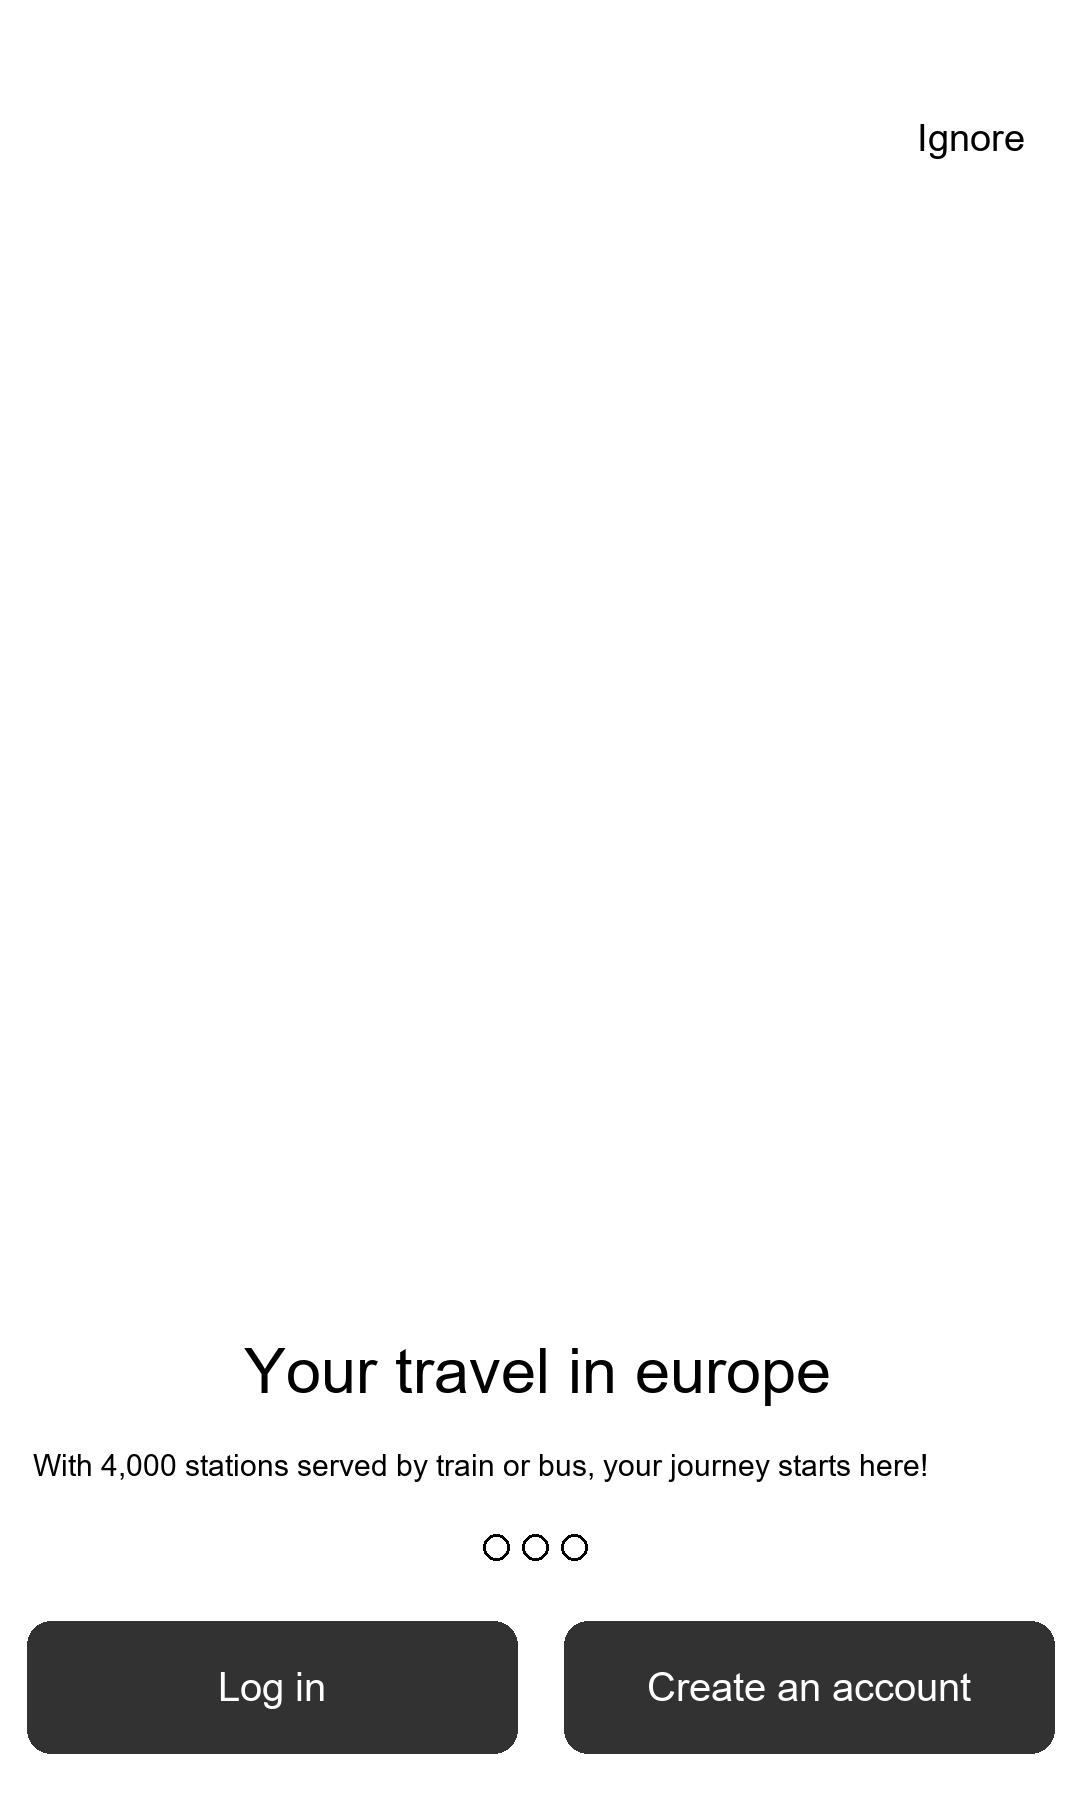 Ignore
Your travel in europe
With 4,000 stations served by train or bus, your journey starts here!
Log in
Create an account